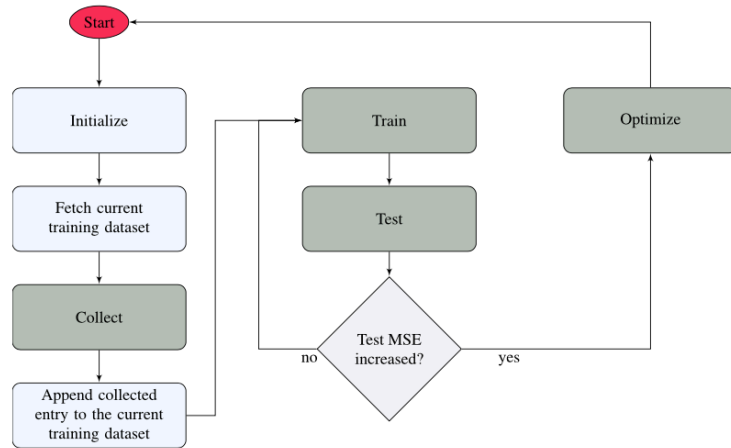 Start
Initialize
Fetch current
training dataset
Collect
Append collected
entry to the current
training dataset
Train
Test
Test MSE
increased?
no
yes
Optimize